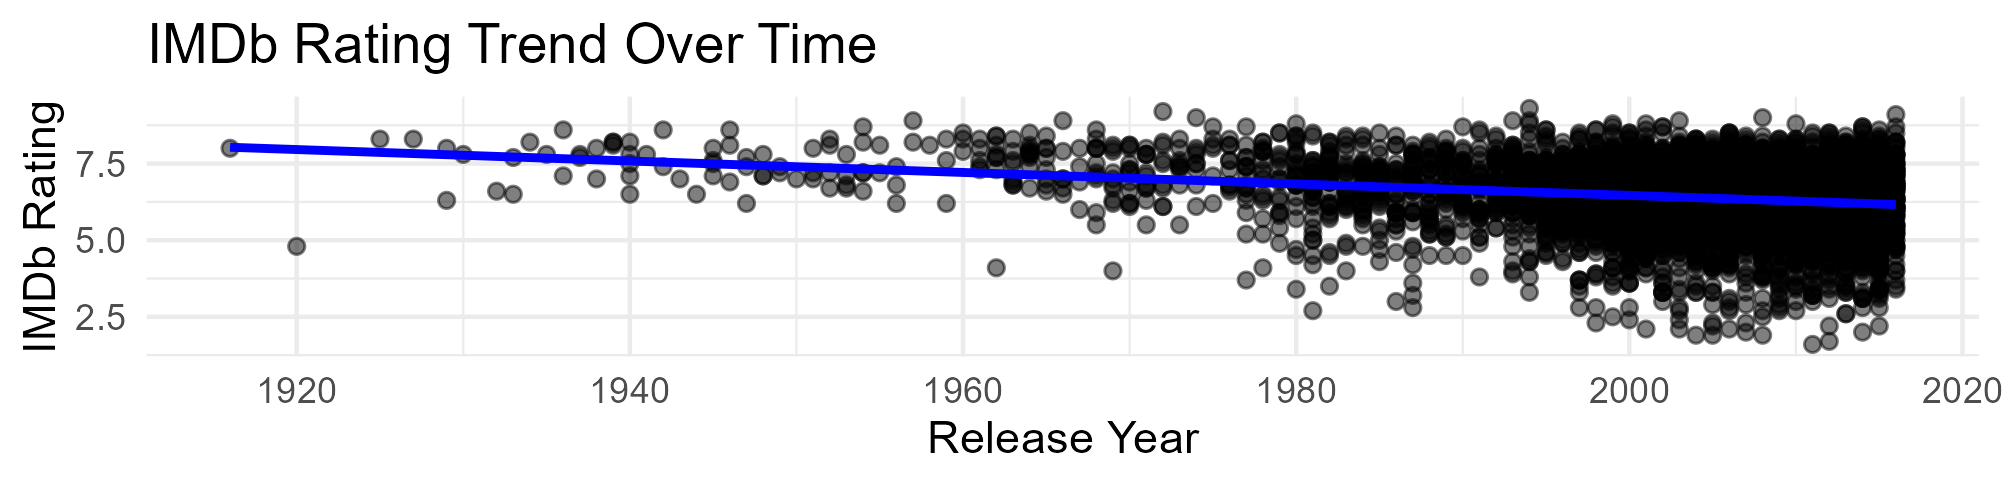 IMDb Rating Trend Over Time
IMDb Rating
7.5
5.0
2.5
1920 1940 1960 1980 2000 2020
Release Year